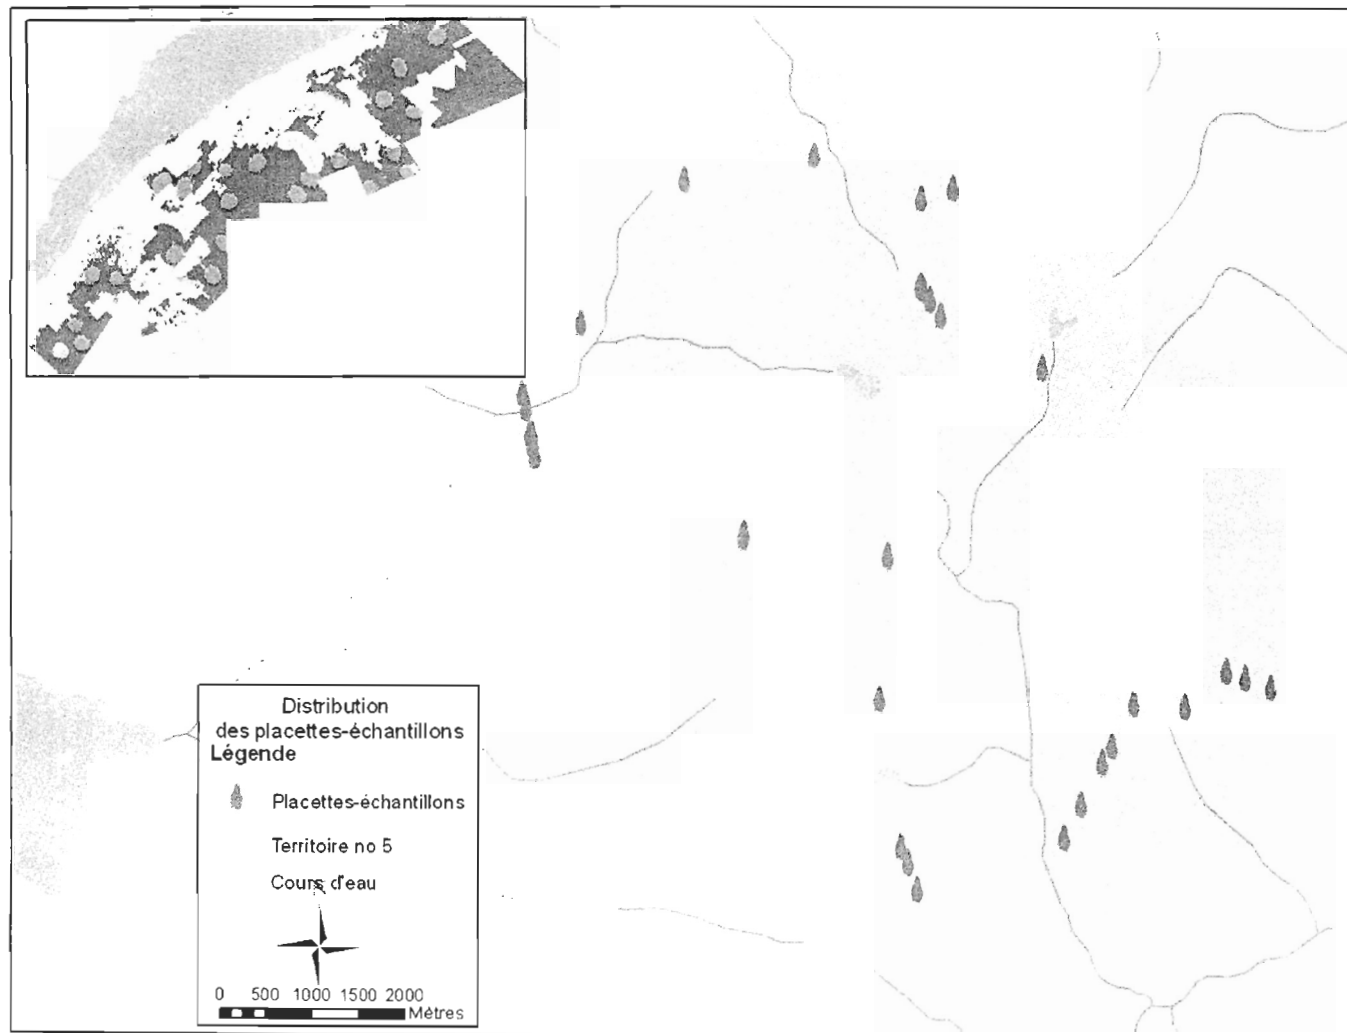 Distribution
des placettes-échantillons
Légende
Placettes-échantillons
Territoire no 5
Cours d'eau
0 500 1000 1500 2000
Mètres